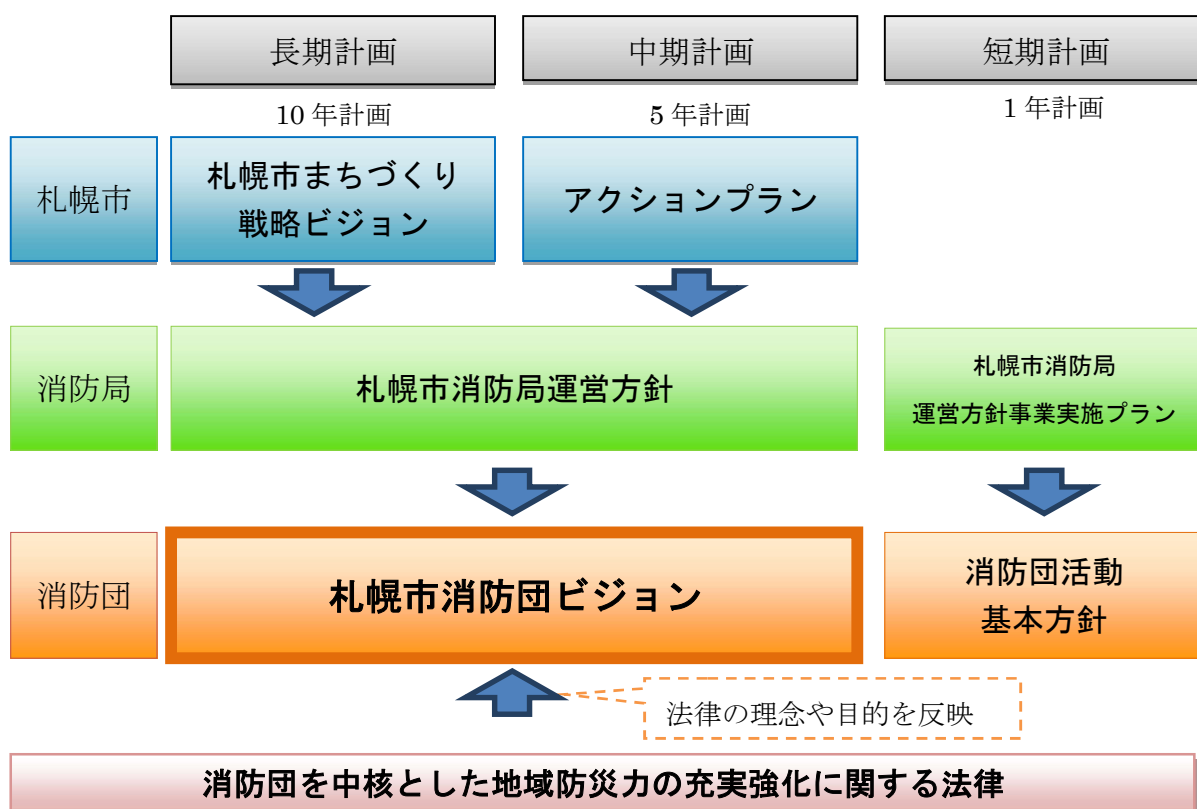 長期計画
中期計画
短期計画
10 年計画
5 年計画
1 年計画
札幌市
札幌市まちづくり
戦略ビジョン
アクションプラン
消防局
札幌市消防局運営方針
札幌市消防局
運営方針事業実施プラン
消防団
札幌市消防団ビジョン
消防団活動
基本方針
法律の理念や目的を反映
消防団を中核とした地域防災力の充実強化に関する法律